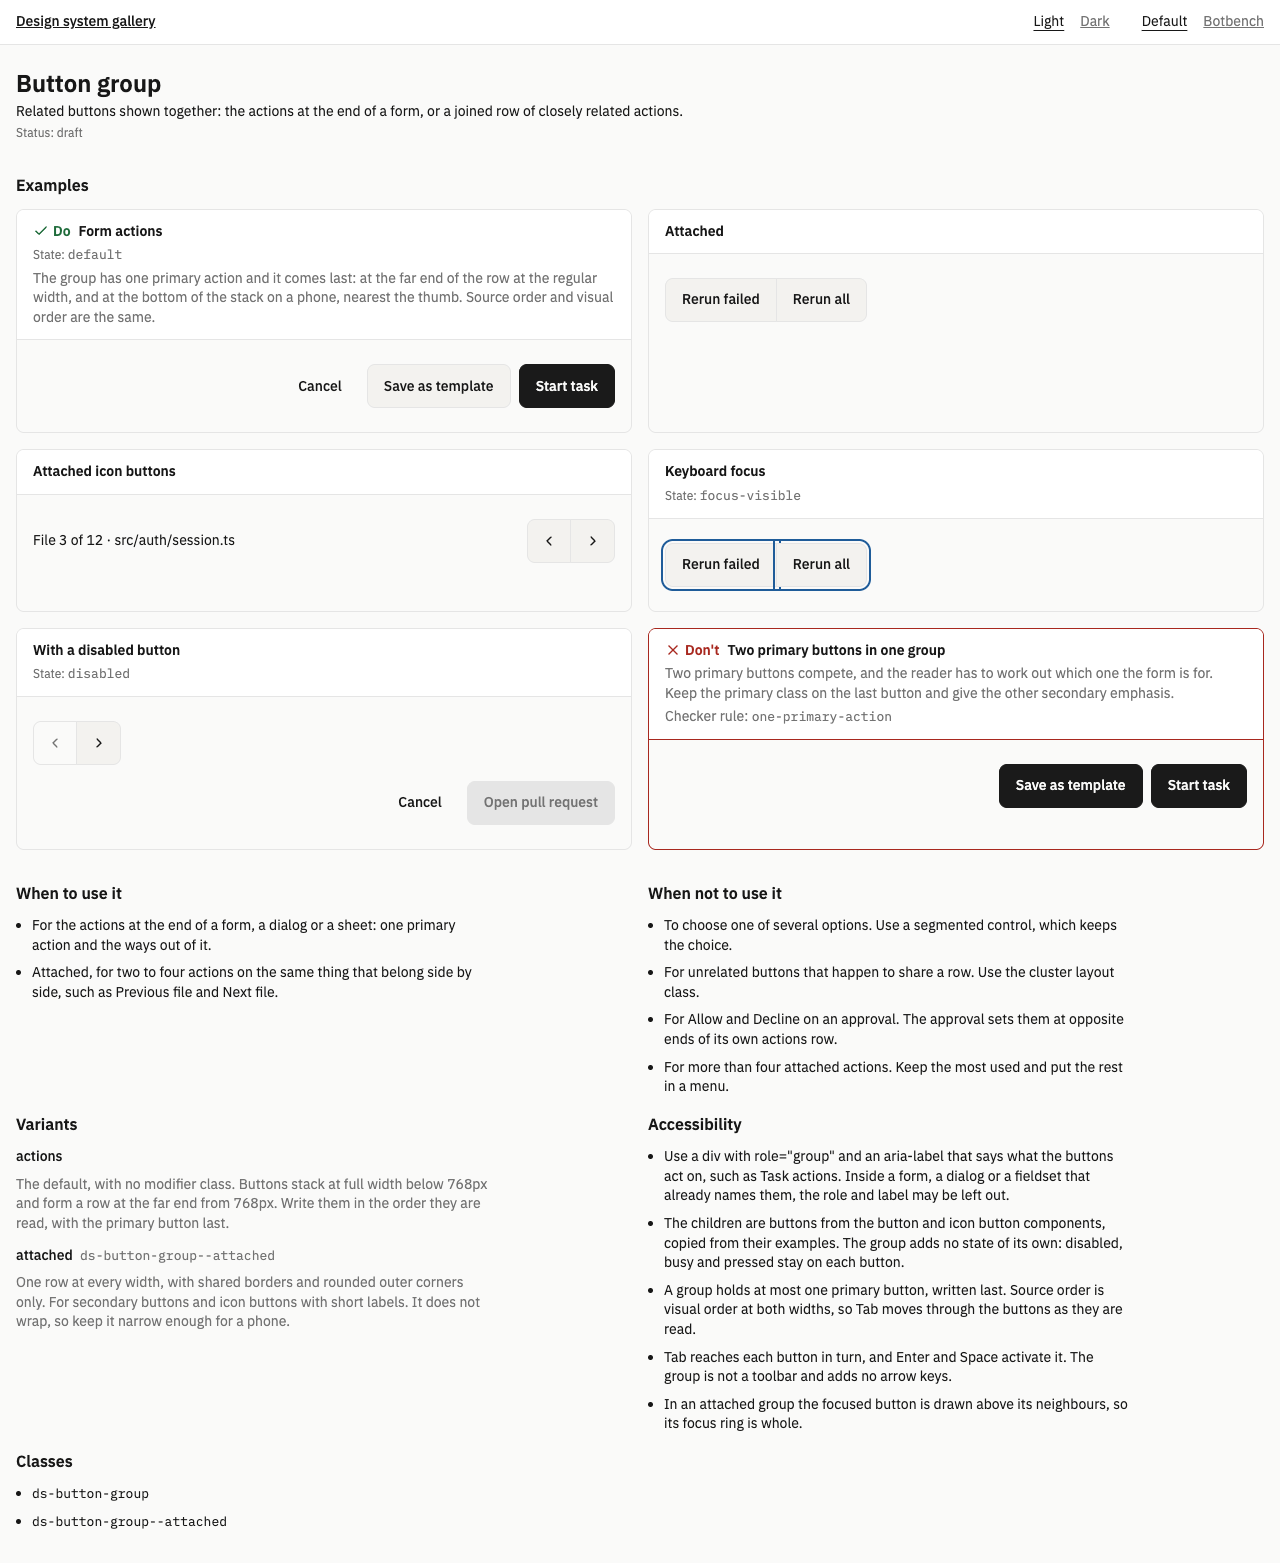 Design system gallery
Light Dark Default Botbench
Button group
Related buttons shown together: the actions at the end of a form, or a joined row of closely related actions.
Status: draft
Examples
Do Form actions
State: default
The group has one primary action and it comes last: at the far end of the row at the regular
width, and at the bottom of the stack on a phone, nearest the thumb. Source order and visual
order are the same.
Cancel Save as template Start task
Attached
Rerun failed Rerun all
Attached icon buttons
File 3 of 12 · src/auth/session.ts
Keyboard focus
State: focus-visible
Rerun failed Rerun all
With a disabled button
State: disabled
Cancel Open pull request
Don't Two primary buttons in one group
Two primary buttons compete, and the reader has to work out which one the form is for.
Keep the primary class on the last button and give the other secondary emphasis.
Checker rule: one-primary-action
Save as template Start task
When to use it
• For the actions at the end of a form, a dialog or a sheet: one primary
action and the ways out of it.
• Attached, for two to four actions on the same thing that belong side by
side, such as Previous file and Next file.
When not to use it
• To choose one of several options. Use a segmented control, which keeps
the choice.
• For unrelated buttons that happen to share a row. Use the cluster layout
class.
• For Allow and Decline on an approval. The approval sets them at opposite
ends of its own actions row.
• For more than four attached actions. Keep the most used and put the rest
in a menu.
Variants
actions
The default, with no modifier class. Buttons stack at full width below 768px
and form a row at the far end from 768px. Write them in the order they are
read, with the primary button last.
attached ds-button-group--attached
One row at every width, with shared borders and rounded outer corners
only. For secondary buttons and icon buttons with short labels. It does not
wrap, so keep it narrow enough for a phone.
Accessibility
• Use a div with role="group" and an aria-label that says what the buttons
act on, such as Task actions. Inside a form, a dialog or a fieldset that
already names them, the role and label may be left out.
• The children are buttons from the button and icon button components,
copied from their examples. The group adds no state of its own: disabled,
busy and pressed stay on each button.
• A group holds at most one primary button, written last. Source order is
visual order at both widths, so Tab moves through the buttons as they are
read.
• Tab reaches each button in turn, and Enter and Space activate it. The
group is not a toolbar and adds no arrow keys.
• In an attached group the focused button is drawn above its neighbours, so
its focus ring is whole.
Classes
• ds-button-group
• ds-button-group--attached